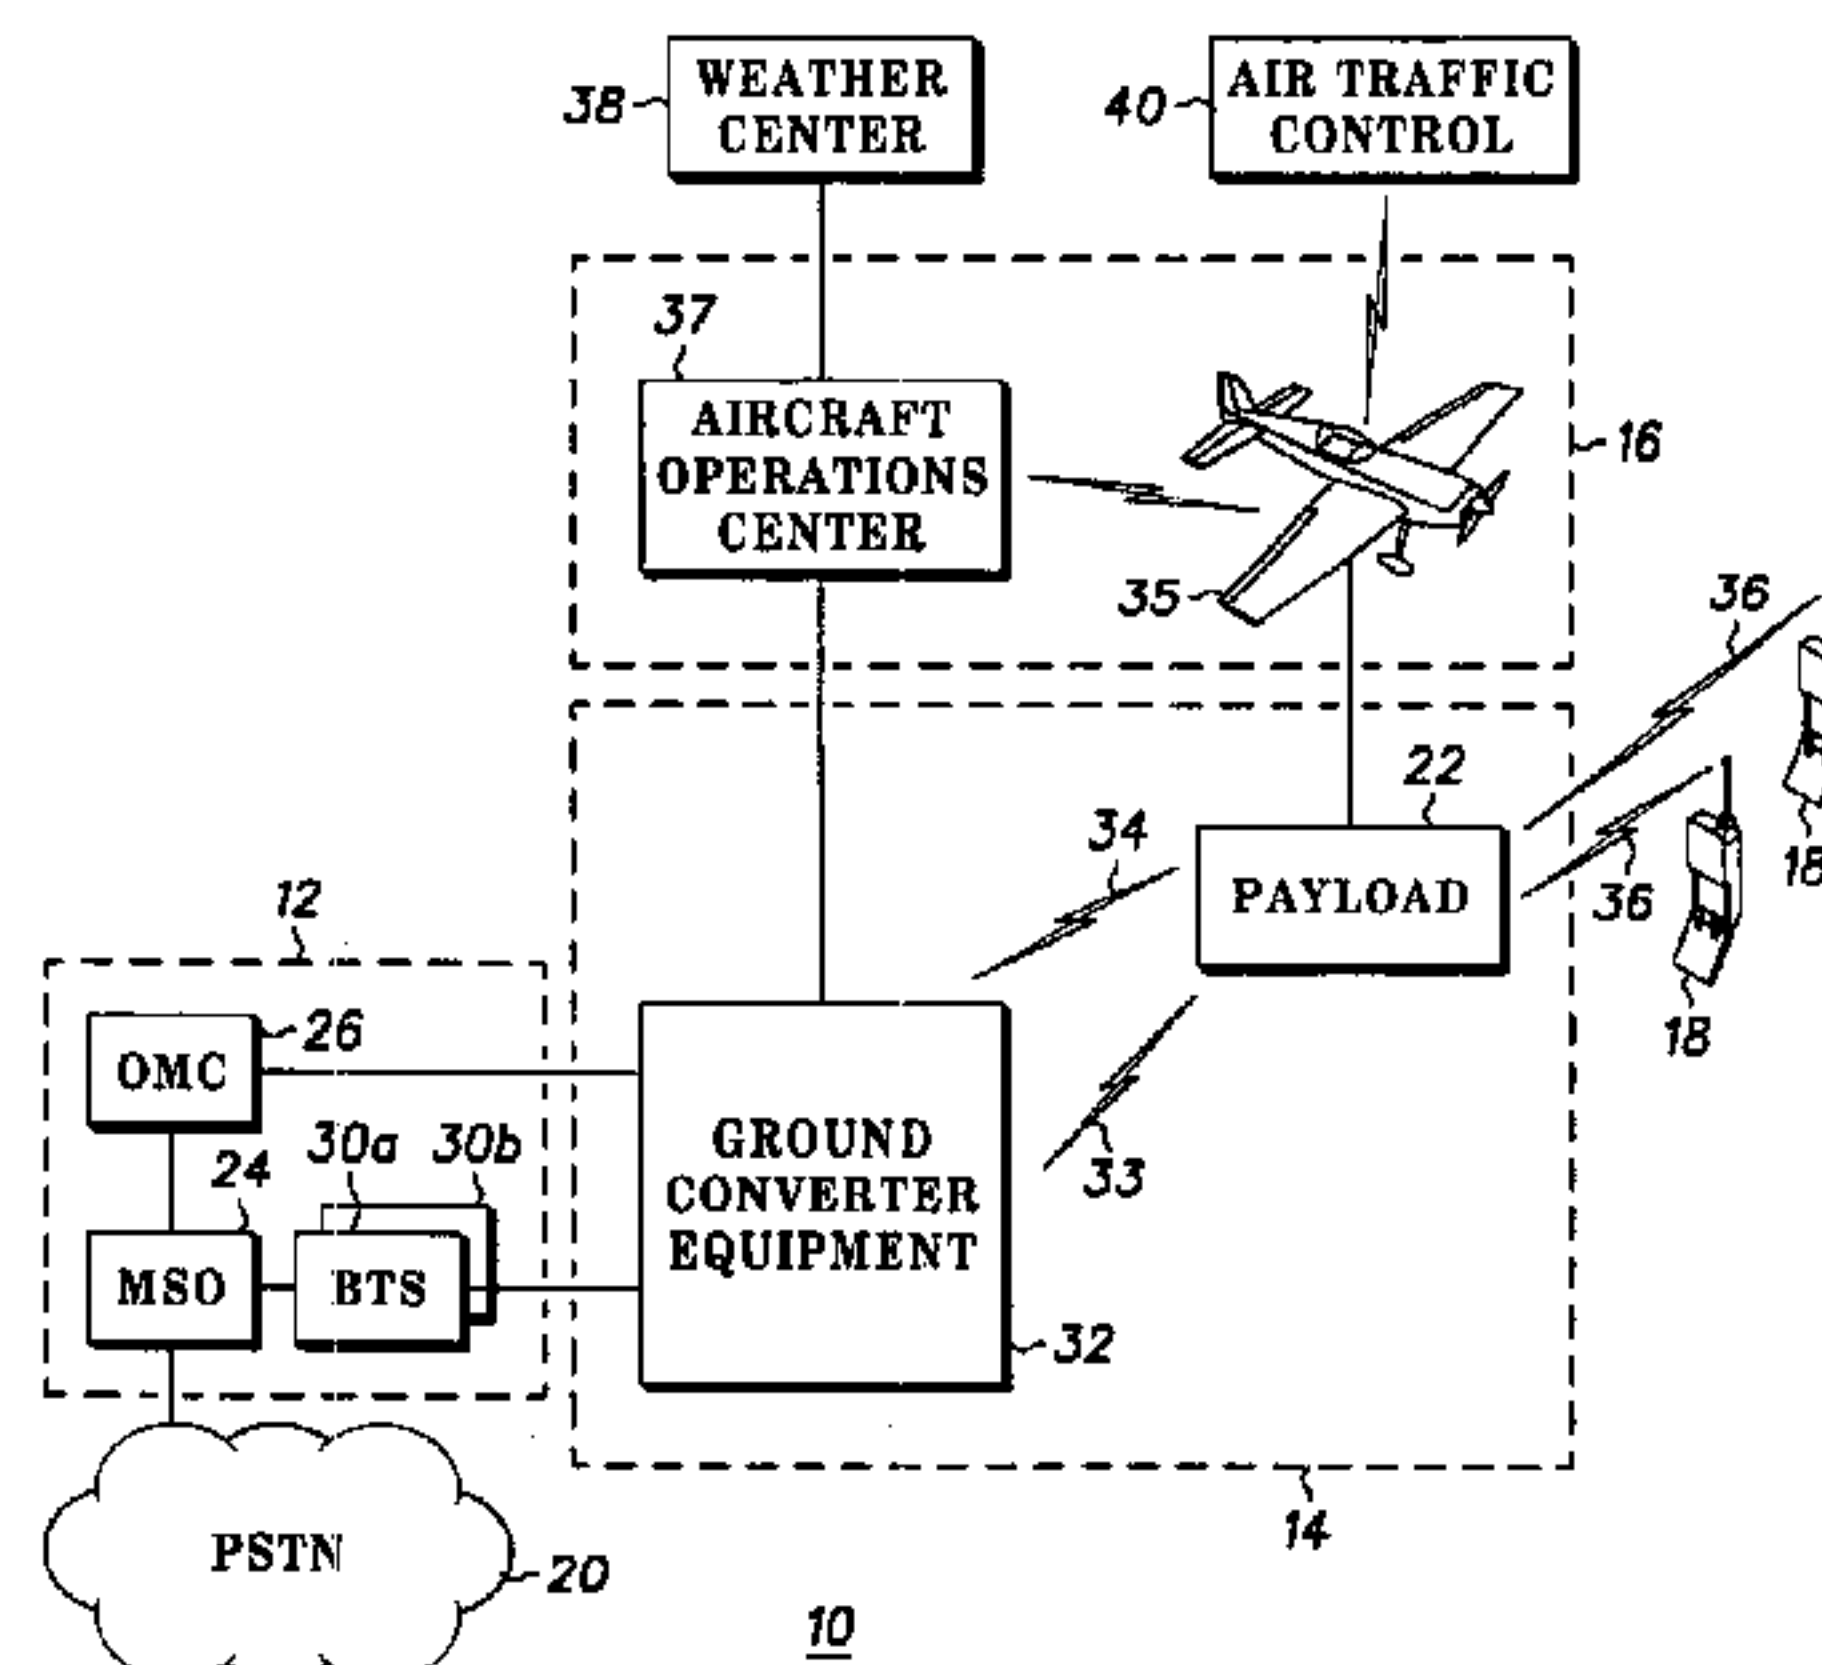 WEATHER
CENTER
38
AIR TRAFFIC
CONTROL
40
37
AIRCRAFT
OPERATIONS
CENTER
16
35
36
22
34
PAYLOAD
36
18
18
12
OMC
26
30a
30b
24
MSO
BTS
GROUND
CONVERTER
EQUIPMENT
33
32
14
PSTN
20
10